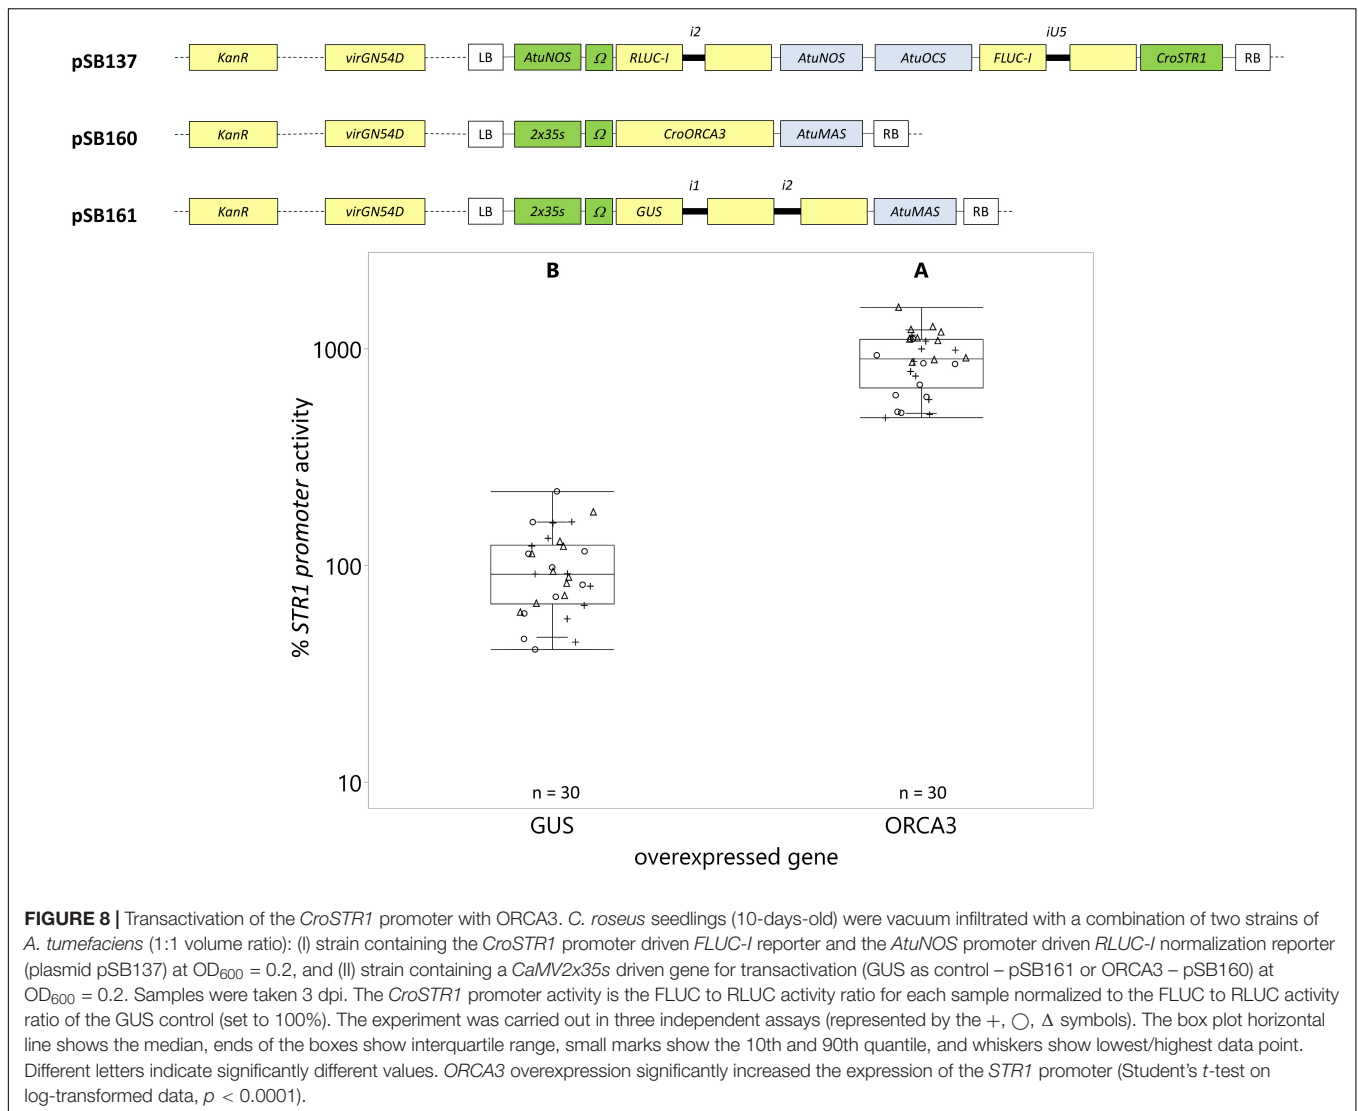 i2 iU5
pSB137 KanR virGN54D LB AtuNOS Ω RLUC-I AtuNOS AtuOCS FLUC-I CroSTR1 RB
pSB160 KanR virGN54D LB 2x35s Ω CroORCA3 AtuMAS RB
i1 i2
pSB161 KanR virGN54D LB 2x35s Ω GUS AtuMAS RB
B A
1000
% STR1 promoter activity
100
10
n = 30 n = 30
GUS ORCA3
overexpressed gene
FIGURE 8 | Transactivation of the CroSTR1 promoter with ORCA3. C. roseus seedlings (10-days-old) were vacuum infiltrated with a combination of two strains of
A. tumefaciens (1:1 volume ratio): (I) strain containing the CroSTR1 promoter driven FLUC-I reporter and the AtuNOS promoter driven RLUC-I normalization reporter
(plasmid pSB137) at OD600 = 0.2, and (II) strain containing a CaMV2x35s driven gene for transactivation (GUS as control – pSB161 or ORCA3 – pSB160) at
OD600 = 0.2. Samples were taken 3 dpi. The CroSTR1 promoter activity is the FLUC to RLUC activity ratio for each sample normalized to the FLUC to RLUC activity
ratio of the GUS control (set to 100%). The experiment was carried out in three independent assays (represented by the +, ◯, Δ symbols). The box plot horizontal
line shows the median, ends of the boxes show interquartile range, small marks show the 10th and 90th quantile, and whiskers show lowest/highest data point.
Different letters indicate significantly different values. ORCA3 overexpression significantly increased the expression of the STR1 promoter (Student's t-test on
log-transformed data, p < 0.0001).